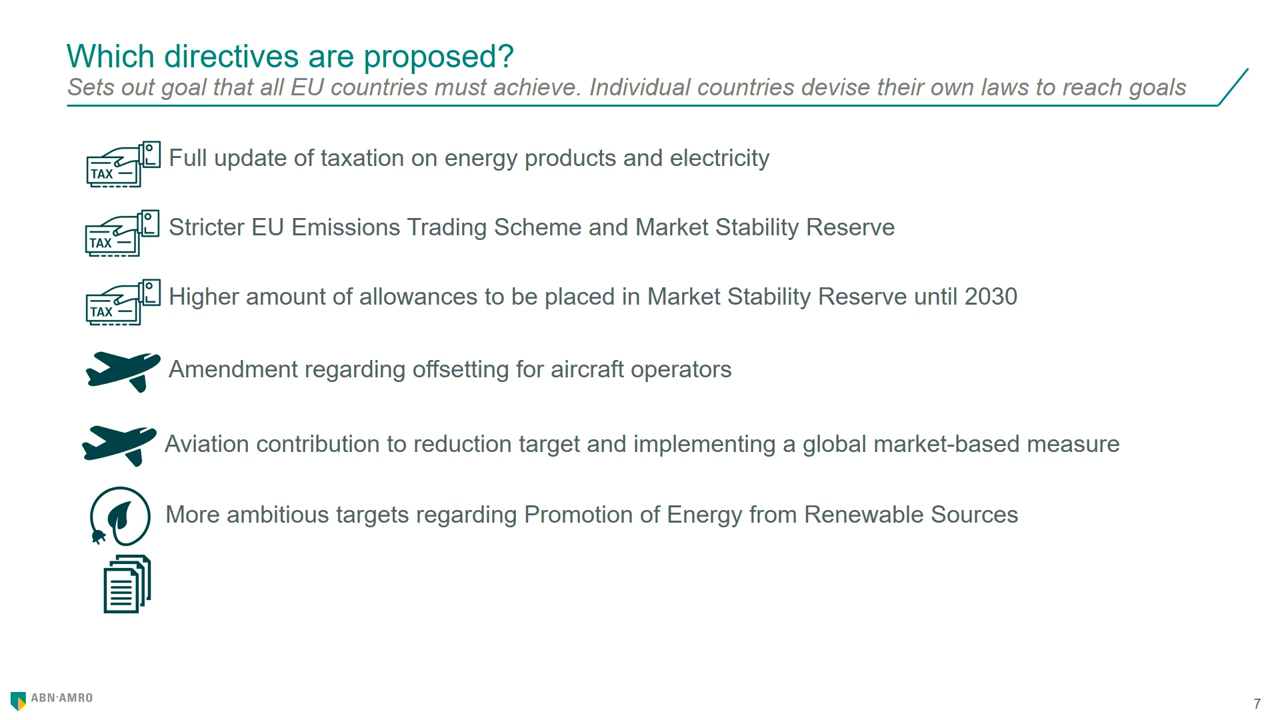 Which directives are proposed?
Sets out goal that all EU countries must achieve. Individual countries devise their own laws to reach goals
TAX Full update of taxation on energy products and electricity
TAX Stricter EU Emissions Trading Scheme and Market Stability Reserve
TAX Higher amount of allowances to be placed in Market Stability Reserve until 2030
Amendment regarding offsetting for aircraft operators
Aviation contribution to reduction target and implementing a global market-based measure
More ambitious targets regarding Promotion of Energy from Renewable Sources
ABN·AMRO
7